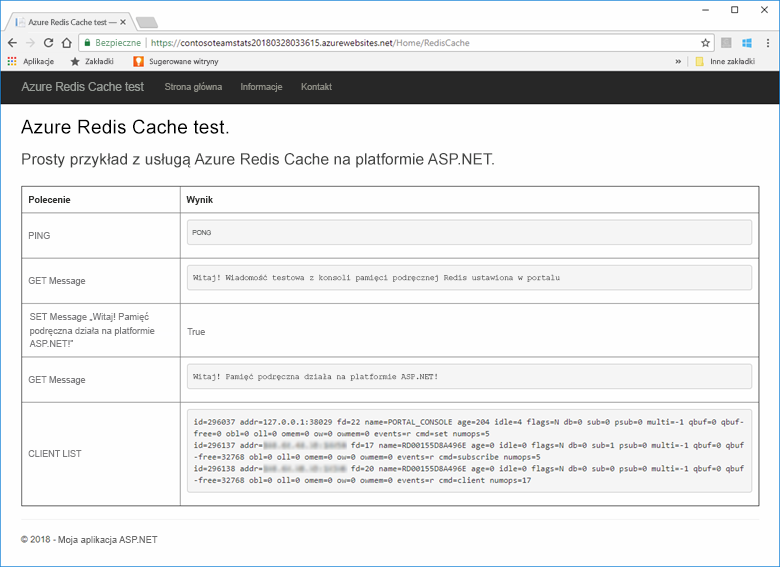 Azure Redis Cache test —
Bezpieczne https://contosoteamstats20180328033615.azurewebsites.net/Home/RedisCache
Aplikacje Zakładki Sugerowane witryny » Inne zakładki
Azure Redis Cache test Strona główna Informacje Kontakt
Azure Redis Cache test.
Prosty przykład z usługą Azure Redis Cache na platformie ASP.NET.
Polecenie Wynik
PING PONG
GET Message Witaj! Wiadomość testowa z konsoli pamięci podręcznej Redis ustawiona w portalu
SET Message „Witaj! Pamięć
podręczna działa na platformie
ASP.NET!”
True
GET Message Witaj! Pamięć podręczna działa na platformie ASP.NET!
CLIENT LIST
id=296037 addr=127.0.0.1:38029 fd=22 name=PORTAL_CONSOLE age=204 idle=4 flags=N db=0 sub=0 psub=0 multi=-1 qbuf=0 qbuf-
free=0 obl=0 oll=0 omem=0 ow=0 owmem=0 events=r cmd=set numops=5
id=296137 addr= fd=17 name=RD00155D8A496E age=0 idle=0 flags=N db=0 sub=1 psub=0 multi=-1 qbuf=0 qbuf
-free=32768 obl=0 oll=0 omem=0 ow=0 owmem=0 events=r cmd=subscribe numops=5
id=296138 addr= fd=20 name=RD00155D8A496E age=0 idle=0 flags=N db=0 sub=0 psub=0 multi=-1 qbuf=0 qbuf
-free=32768 obl=0 oll=0 omem=0 ow=0 owmem=0 events=r cmd=client numops=17
© 2018 - Moja aplikacja ASP.NET